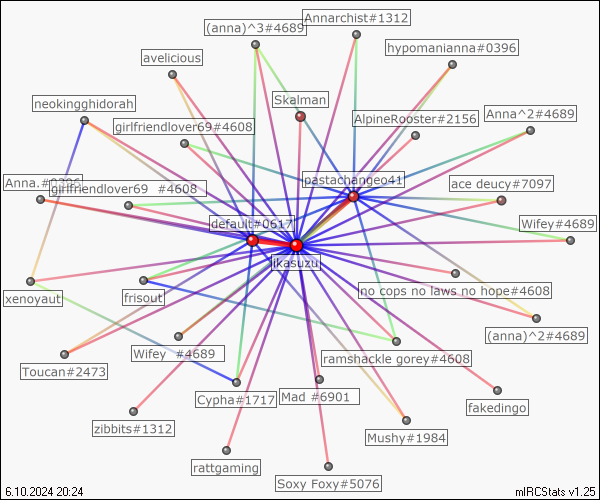 (anna)^3#4689
Annarchist#1312
hypomanianna#0396
avelicious
neokingghidorah
Skalman
girlfriendlover69#4608
AlpineRooster#2156
Anna^2#4689
Anna.#0396
girlfriendlover69 #4608
pastachangeo41
ace deucy#7097
default#0617
Wifey#4689
jikasuzu
no cops no laws no hope#4608
xenoyaut
frisout
(anna)^2#4689
Wifey #4689
ramshackle gorey#4608
Toucan#2473
Cypha#1717
Mad #6901
fakedingo
zibbits#1312
Mushy#1984
rattgaming
Soxy Foxy#5076
6.10.2024 20:24
mIRCStats v1.25